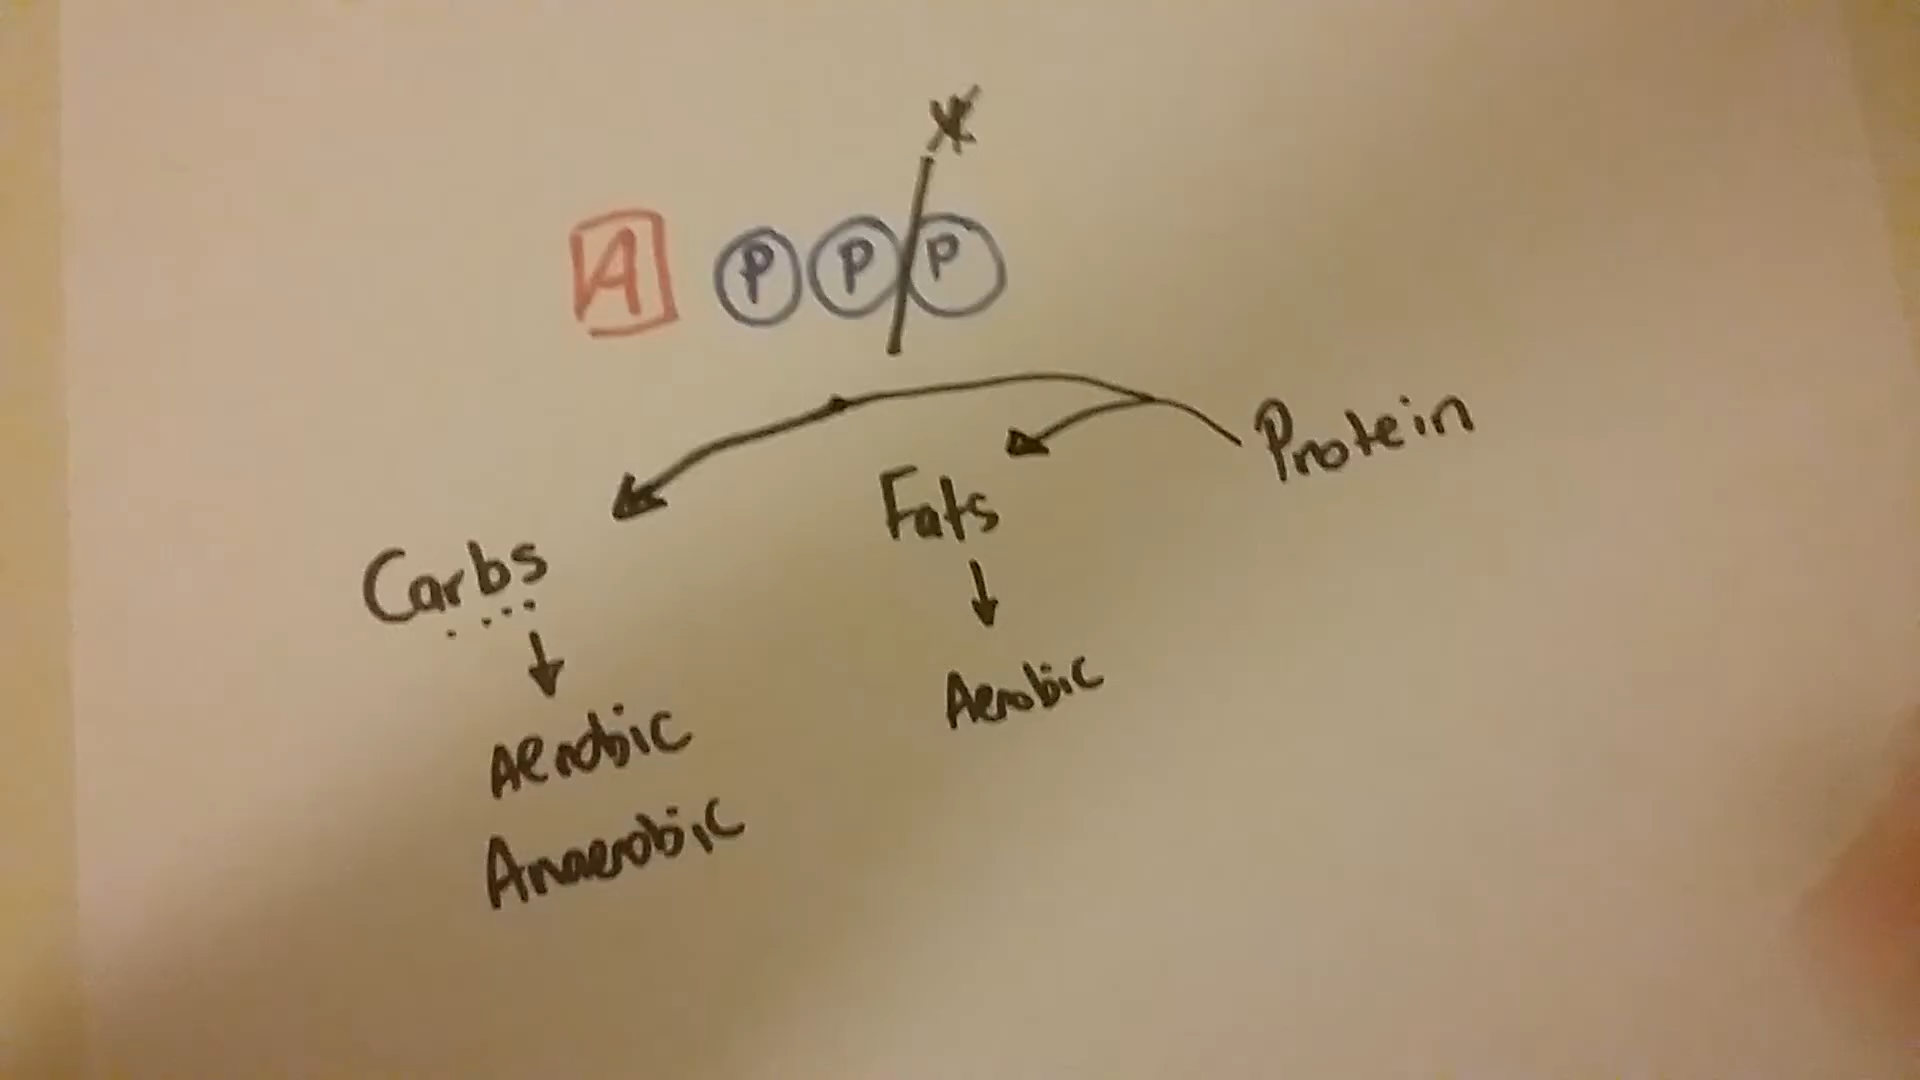 A P P P
Protein
Fats
Carbs
Aerobic
Aerobic
Anaerobic